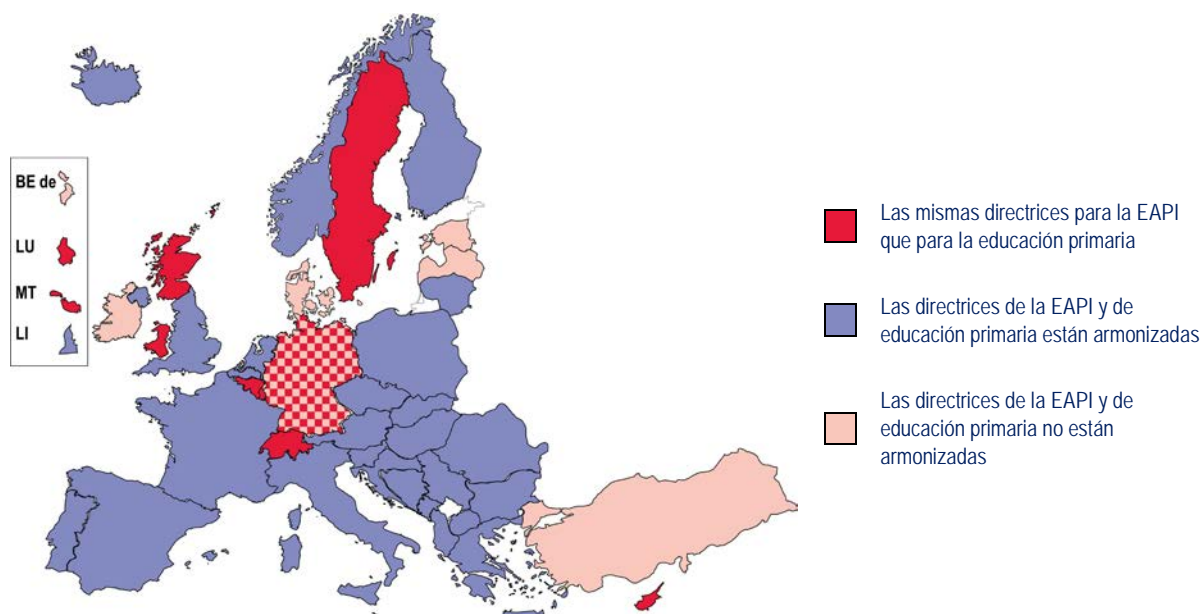 BE de
LU
MT
LI
Las mismas directrices para la EAPI
que para la educación primaria
Las directrices de la EAPI y de
educación primaria están armonizadas
Las directrices de la EAPI y de
educación primaria no están
armonizadas